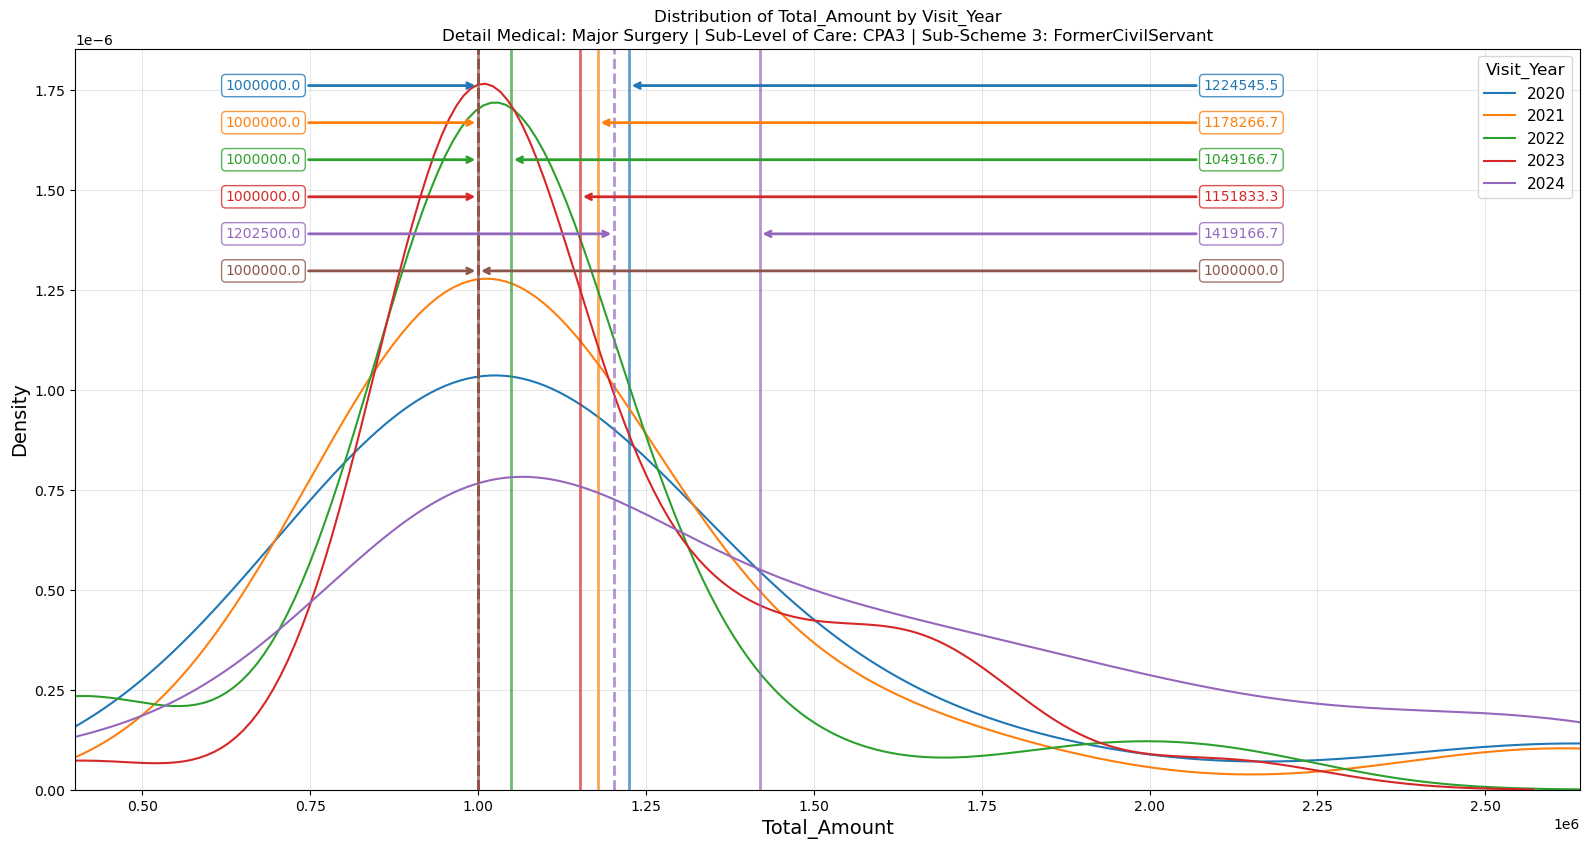 Distribution of Total_Amount by Visit_Year
Detail Medical: Major Surgery | Sub-Level of Care: CPA3 | Sub-Scheme 3: FormerCivilServant
1e−6
Visit_Year
2020
2021
2022
2023
2024
1000000.0 1224545.5
1000000.0 1178266.7
1000000.0 1049166.7
1000000.0 1151833.3
1202500.0 1419166.7
1000000.0 1000000.0
1.75
1.50
1.25
1.00
0.75
0.50
0.25
0.00
Density
0.50 0.75 1.00 1.25 1.50 1.75 2.00 2.25 2.50
1e6
Total_Amount